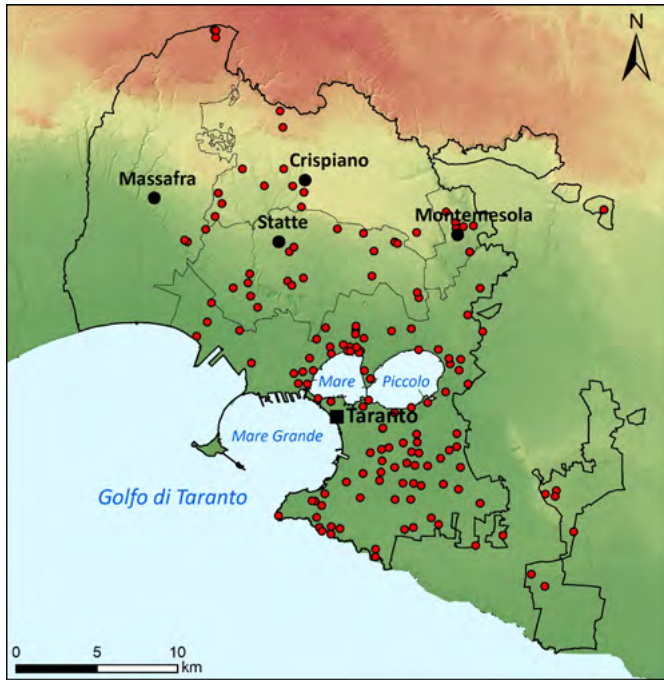 N
Crispiano
Massafra
Statte
Montemesola
Mare
Piccolo
Taranto
Mare Grande
Golfo di Taranto
0 5 10
km